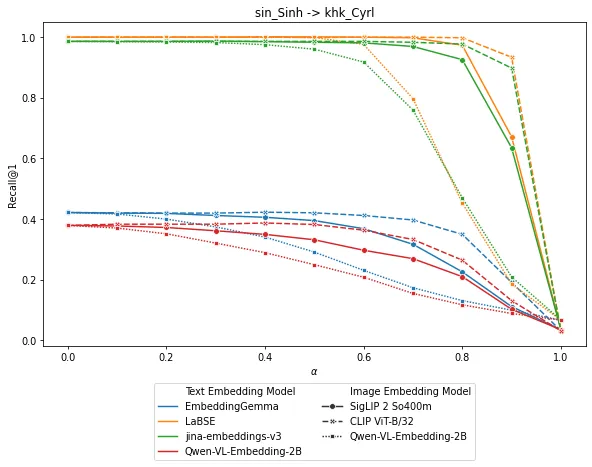 sin_Sinh -> khk_Cyrl
1.0
0.8
0.6
0.4
0.2
0.0
Recall@1
0.0 0.2 0.4 0.6 0.8 1.0
α
Text Embedding Model
EmbeddingGemma
LaBSE
jina-embeddings-v3
Qwen-VL-Embedding-2B
Image Embedding Model
SigLIP 2 So400m
CLIP ViT-B/32
Qwen-VL-Embedding-2B